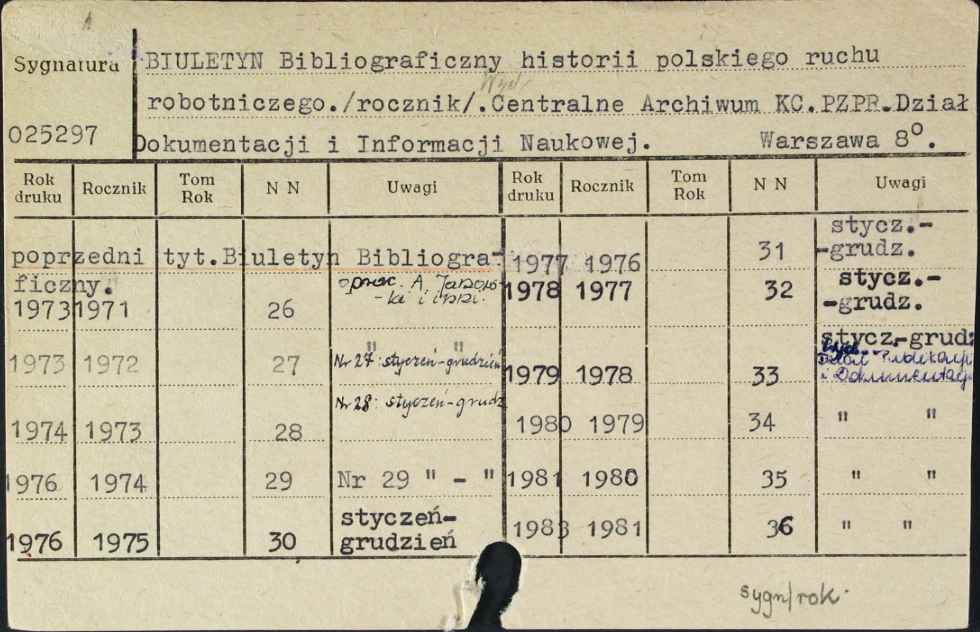 Sygnatura BIULETYN Bibliograficzny historii polskiego ruchu
robotniczego./rocznik/.Centralne Archiwum KC.PZPR.Dział
025297 Dokumentacji i Informacji Naukowej. Warszawa 8°.
Rok druku Rocznik Tom Rok N N Uwagi Rok druku Rocznik Tom Rok N N Uwagi
poprzedni tyt.Biuletyn Bibliogra-
ficzny.
1973 1971 26 oprac. A.
1973 1972 27 " "
Nr 27: styczeń-grudzień
1974 1973 28 Nr 28: styczeń-grudz
1976 1974 29 Nr 29 " - "
1976 1975 30 styczeń-
grudzień
1977 1976 31 stycz.-
-grudz.
1978 1977 32 stycz.-
-grudz.
1979 1978 33 stycz.-grudz
i Dokumentacji
1980 1979 34 " "
1981 1980 35 " "
1983 1981 36 " "
sygn/rok.